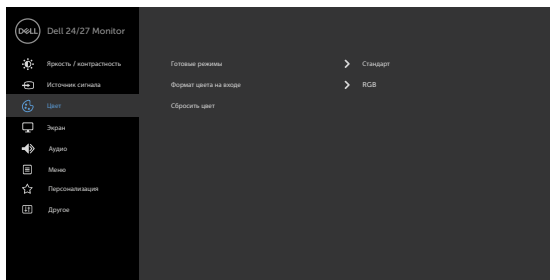 DELL Dell 24/27 Monitor
Яркость / контрастность
Готовые режимы Стандарт
Источник сигнала
Формат цвета на входе RGB
Цвет
Сбросить цвет
Экран
Аудио
Меню
Персонализация
Другое